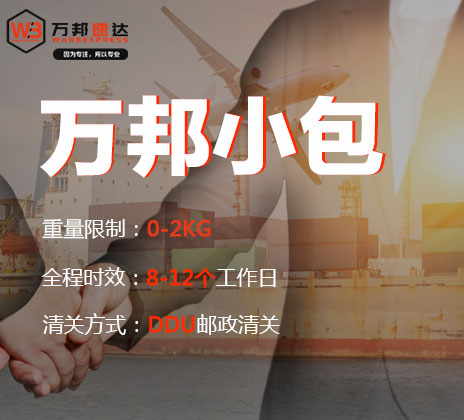 WB 万邦速达
WANBEXPRESS
因为专注，所以专业
万邦小包
重量限制：0-2KG
全程时效：8-12个工作日
清关方式：DDU邮政清关